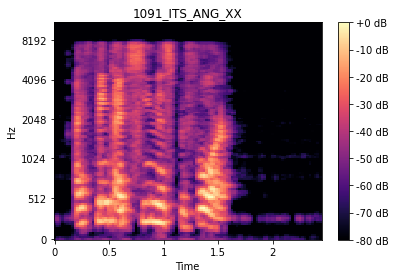 1091_ITS_ANG_XX
+0 dB
8192
-10 dB
4096
-20 dB
-30 dB
2048
Hz
-40 dB
1024
-50 dB
512
-60 dB
-70 dB
0
-80 dB
0 0.5 1 1.5 2
Time